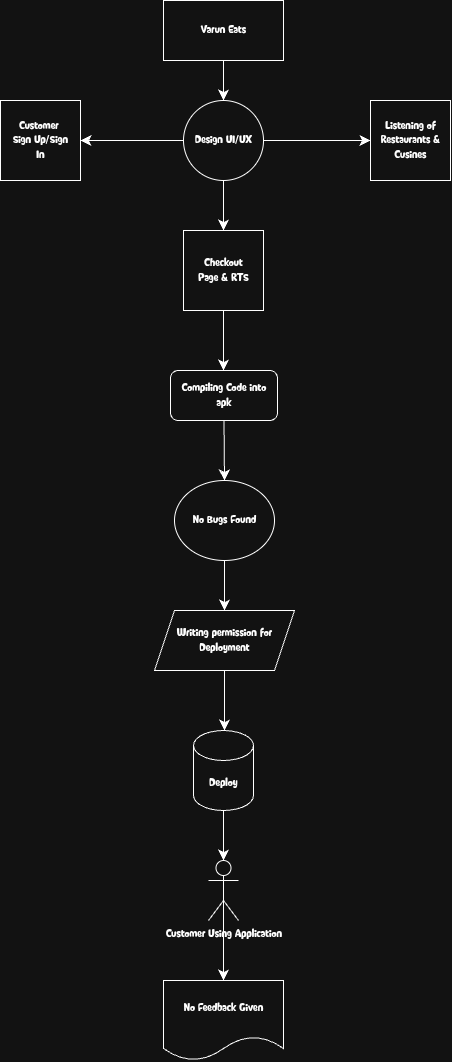 Varun Eats
Customer
Sign Up/Sign
In
Design UI/UX
Listening of
Restaurants &
Cusines
Checkout
Page & RTs
Compiling Code into
apk
No Bugs Found
Writing permission for
Deployment
Deploy
Customer Using Application
No Feedback Given